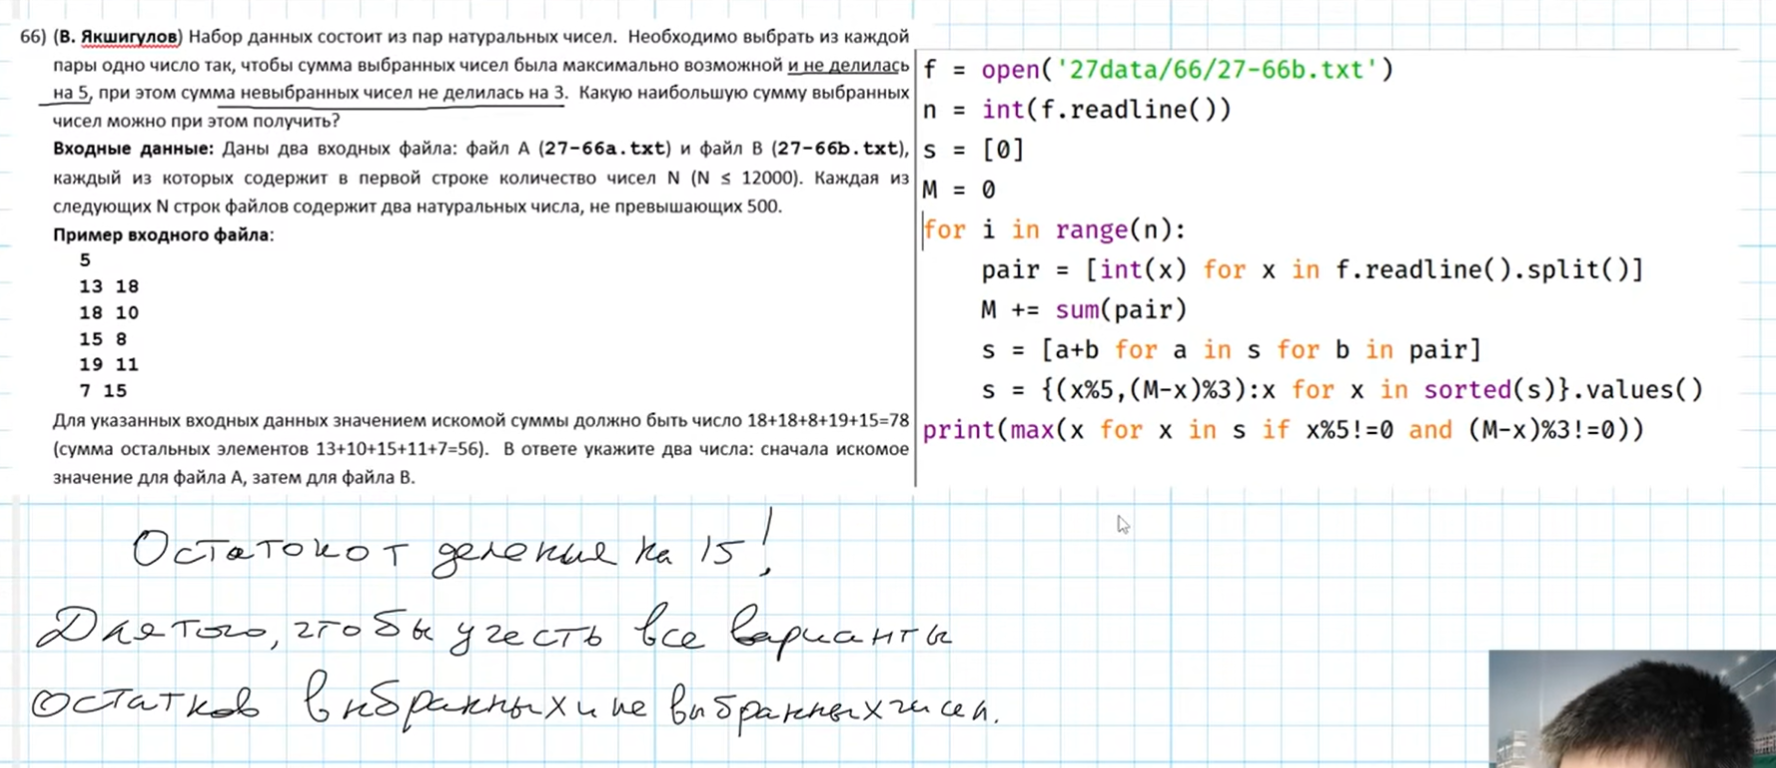 66) (В. Якшигулов) Набор данных состоит из пар натуральных чисел. Необходимо выбрать из каждой
пары одно число так, чтобы сумма выбранных чисел была максимально возможной и не делилась
на 5, при этом сумма невыбранных чисел не делилась на 3. Какую наибольшую сумму выбранных
чисел можно при этом получить?
Входные данные: Даны два входных файла: файл A (27-66a.txt) и файл B (27-66b.txt),
каждый из которых содержит в первой строке количество чисел N (N ≤ 12000). Каждая из
следующих N строк файлов содержит два натуральных числа, не превышающих 500.
Пример входного файла:
5
13 18
18 10
15 8
19 11
7 15
Для указанных входных данных значением искомой суммы должно быть число 18+18+8+19+15=78
(сумма остальных элементов 13+10+15+11+7=56). В ответе укажите два числа: сначала искомое
значение для файла А, затем для файла B.
f = open('27data/66/27-66b.txt')
n = int(f.readline())
s = [0]
M = 0
for i in range(n):
    pair = [int(x) for x in f.readline().split()]
    M += sum(pair)
    s = [a+b for a in s for b in pair]
    s = {(x%5,(M-x)%3):x for x in sorted(s)}.values()
print(max(x for x in s if x%5!=0 and (M-x)%3!=0))
Остаток от деления на 15!
Для того, чтобы учесть все варианты
остатков выбранных и не выбранных чисел.